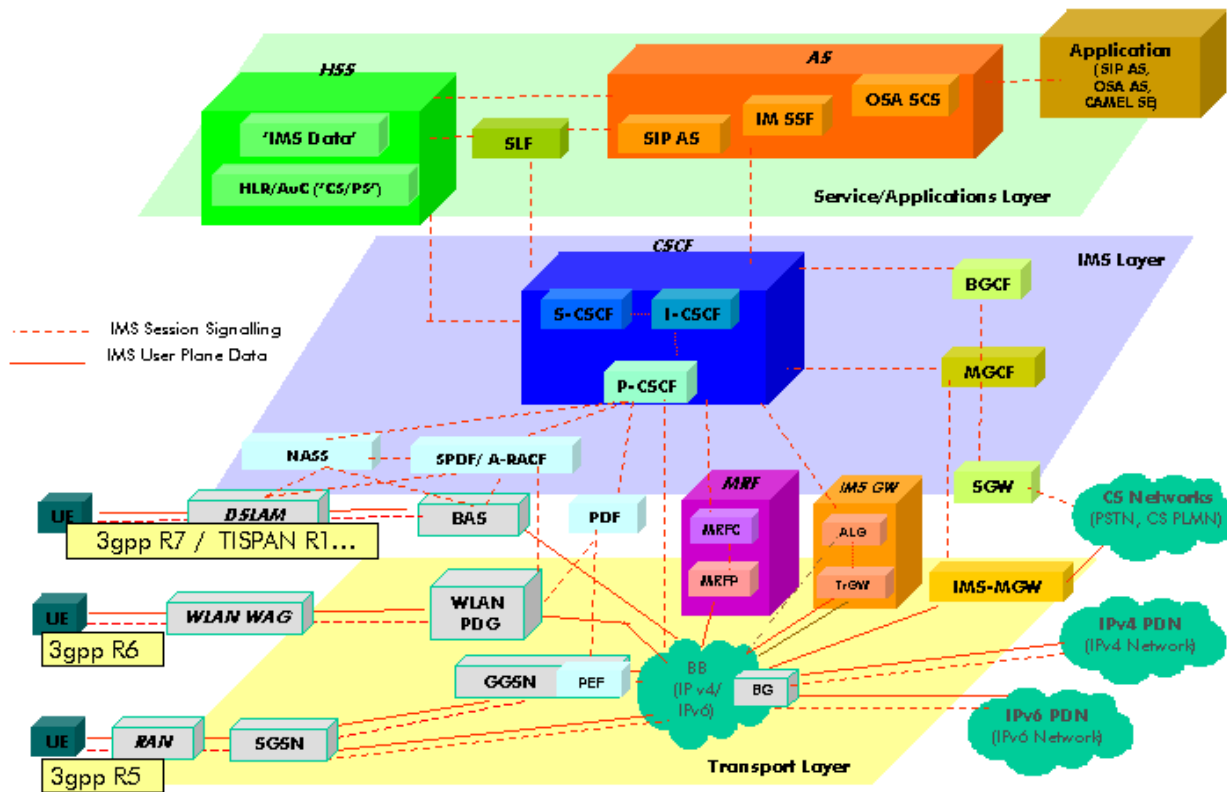 HSS
AS
Application
(SIP AS,
OSA AS,
CAMEL SE)
OSA SCS
IM SSF
'IMS Data'
SLF
SIP AS
HLR/AuC ('CS/PS')
Service/Applications Layer
CSCF
IMS Layer
BGCF
S-CSCF
I-CSCF
IMS Session Signalling
IMS User Plane Data
MGCF
P-CSCF
NASS
SPDF/ A-RACF
MRF
IMS GW
SGW
CS Networks
(PSTN, CS PLMN)
UE
DSLAM
BAS
PDF
MRFC
ALG
3gpp R7 / TISPAN R1...
MRFP
TrGW
IMS-MGW
WLAN
PDG
UE
WLAN WAG
IPv4 PDN
(IPv4 Network)
3gpp R6
BB
(IP v4/
IPv6)
GGSN
PEF
BG
IPv6 PDN
(IPv6 Network)
UE
RAN
SGSN
3gpp R5
Transport Layer